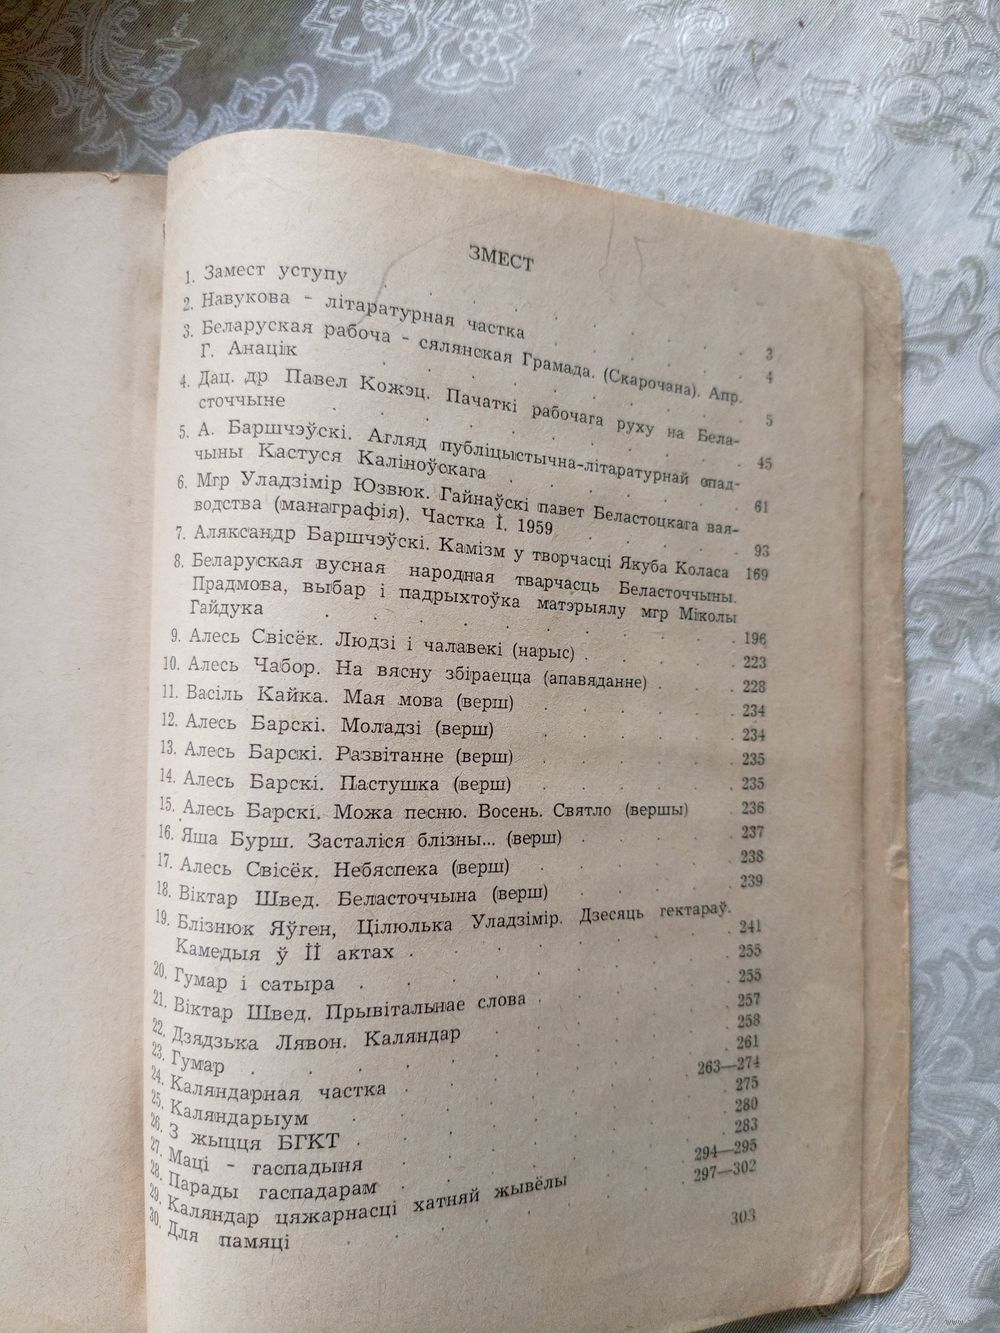 ЗМЕСТ
1. Замест уступу . . . . . . 3
2. Навукова - літаратурная частка . . . . 4
3. Беларуская рабоча - сялянская Грамада. (Скарочана). Апр.
Г. Анацік . . . . . . . 5
4. Дац. др Павел Кожэц. Пачаткі рабочага руху на Бела-
сточчыне . . . . . . . 45
5. А. Баршчэўскі. Агляд публіцыстычна-літаратурнай спад-
чыны Кастуся Каліноўскага . . . . 61
6. Мгр Уладзімір Юзвюк. Гайнаўскі павет Беластоцкага вая-
водства (манаграфія). Частка І. 1959 . . . . 93
7. Аляксандр Баршчэўскі. Камізм у творчасці Якуба Коласа 169
8. Беларуская вусная народная тварчасць Беласточчыны.
Прадмова, выбар і падрыхтоўка матэрыялу мгр Міколы
Гайдука . . . . . . . 196
9. Алесь Свісёк. Людзі і чалавекі (нарыс) . . . . 223
10. Алесь Чабор. На вясну збіраецца (апавяданне) . . . 228
11. Васіль Кайка. Мая мова (верш) . . . . 234
12. Алесь Барскі. Моладзі (верш) . . . . 234
13. Алесь Барскі. Развітанне (верш) . . . . 235
14. Алесь Барскі. Пастушка (верш) . . . . 235
15. Алесь Барскі. Можа песню. Восень. Святло (вершы) . 236
16. Яша Бурш. Засталіся блізны... (верш) . . . . 237
17. Алесь Свісёк. Небяспека (верш) . . . . 238
18. Віктар Швед. Беласточчына (верш) . . . . 239
19. Блізнюк Яўген, Цілюлька Уладзімір. Дзесяць гектараў.
Камедыя ў ІІ актах . . . . . . 241
20. Гумар і сатыра . . . . . . 255
21. Віктар Швед. Прывітальнае слова . . . . 255
22. Дзядзька Лявон. Каляндар . . . . 257
23. Гумар . . . . . . . 258
24. Каляндарная частка . . . . . . 261
25. Каляндарыум . . . . . . 263—274
26. З жыцця БГКТ . . . . . . 275
27. Маці - гаспадыня . . . . . . 280
28. Парады гаспадарам . . . . . . 283
29. Каляндар цяжарнасці хатняй жывёлы . . 294—295
30. Для памяці . . . . . . 297—302
303